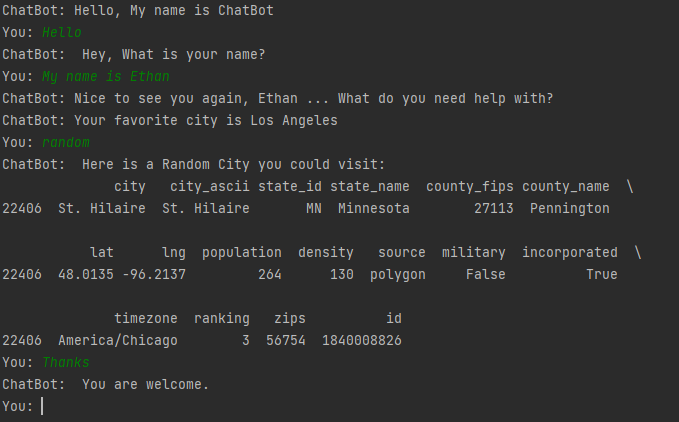 ChatBot: Hello, My name is ChatBot
You: Hello
ChatBot:  Hey, What is your name?
You: My name is Ethan
ChatBot: Nice to see you again, Ethan ... What do you need help with?
ChatBot: Your favorite city is Los Angeles
You: random
ChatBot:  Here is a Random City you could visit:
              city   city_ascii state_id state_name  county_fips county_name  \
22406  St. Hilaire  St. Hilaire       MN  Minnesota        27113  Pennington
           lat      lng  population  density   source  military  incorporated  \
22406  48.0135 -96.2137         264      130  polygon     False          True
              timezone  ranking   zips          id
22406  America/Chicago        3  56754  1840008826
You: Thanks
ChatBot:  You are welcome.
You: